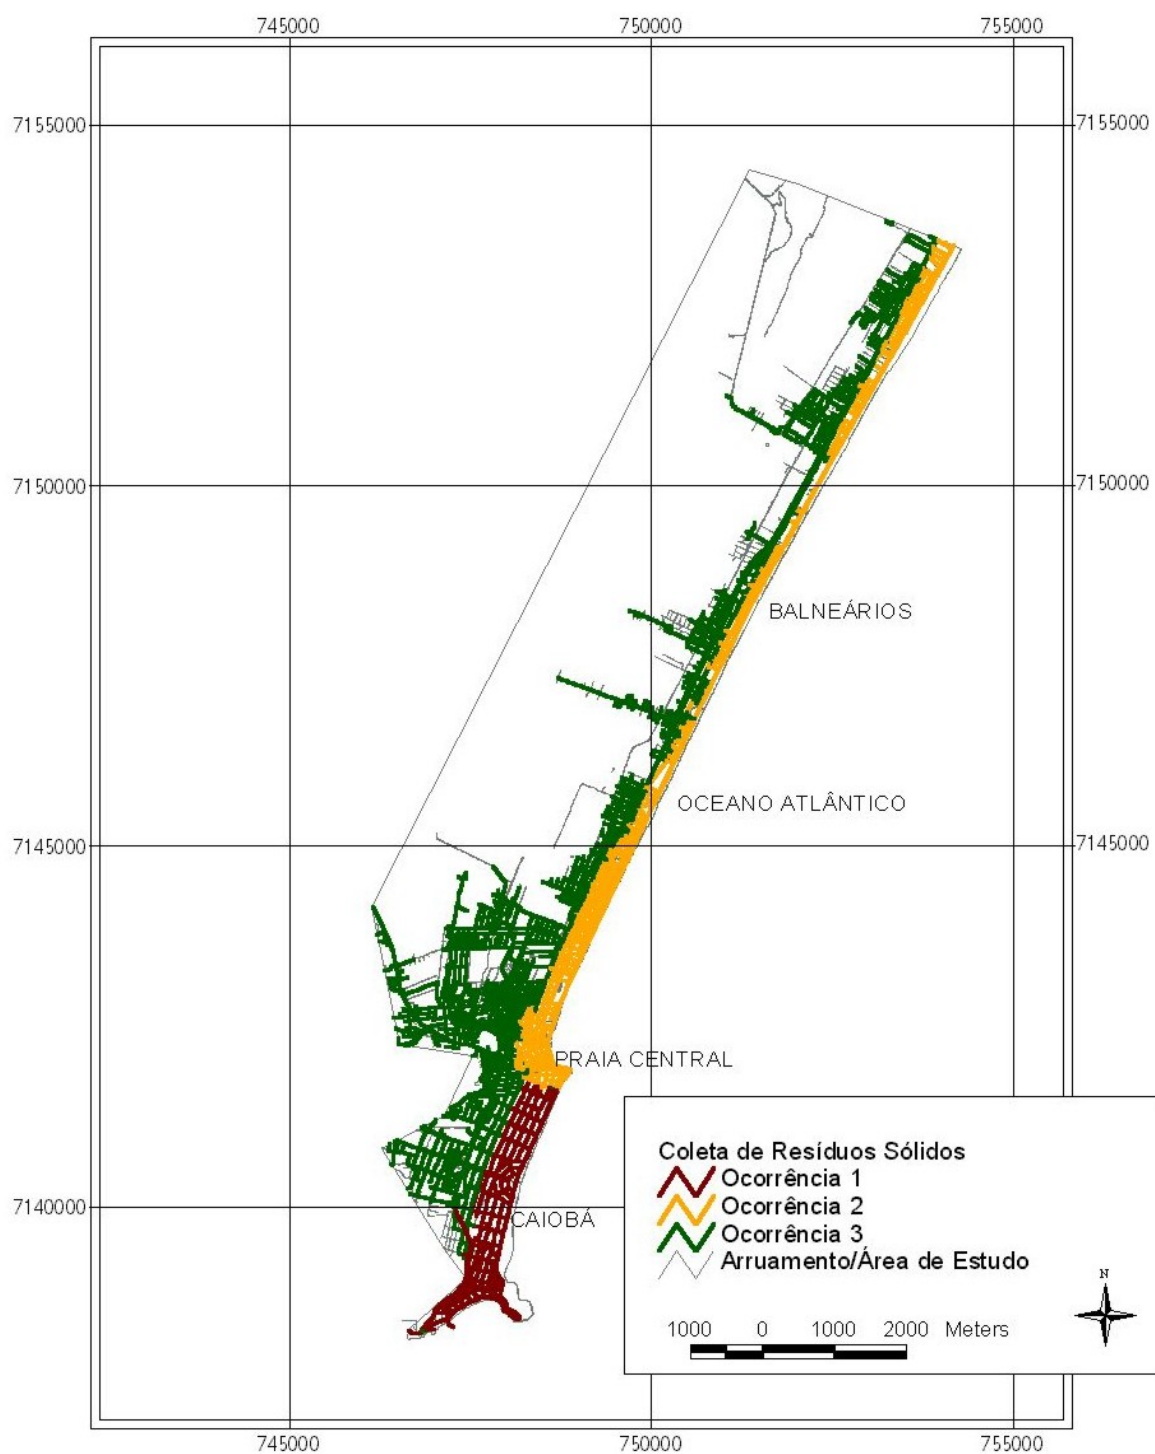 745000 750000 755000
7155000 7155000
7150000 7150000
BALNEÁRIOS
OCEANO ATLÂNTICO
7145000 7145000
PRAIA CENTRAL
Coleta de Resíduos Sólidos
Ocorrência 1
Ocorrência 2
Ocorrência 3
Arruamento/Área de Estudo
7140000
CAIOBÁ
N
1000 0 1000 2000 Meters
745000 750000 755000